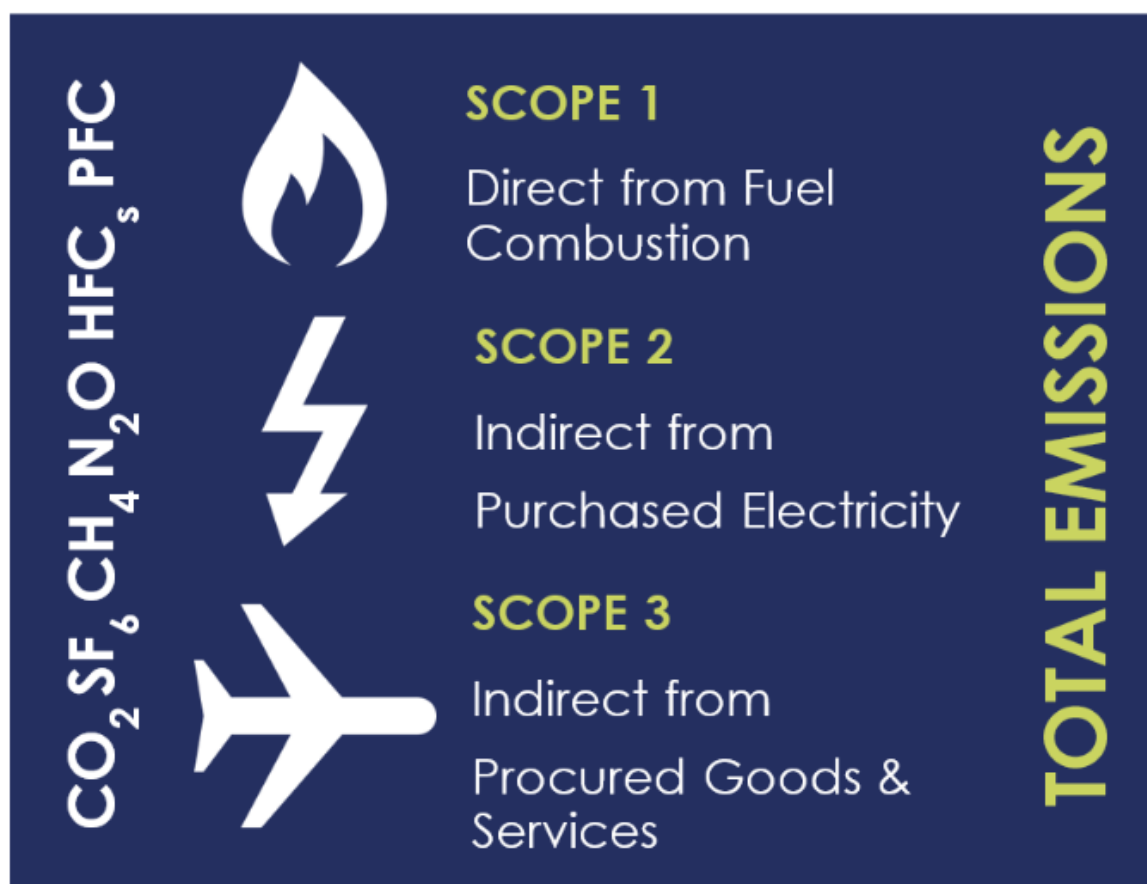 CO₂ SF₆ CH₄ N₂O HFCₛ PFC
SCOPE 1
Direct from Fuel
Combustion
SCOPE 2
Indirect from
Purchased Electricity
SCOPE 3
Indirect from
Procured Goods &
Services
TOTAL EMISSIONS